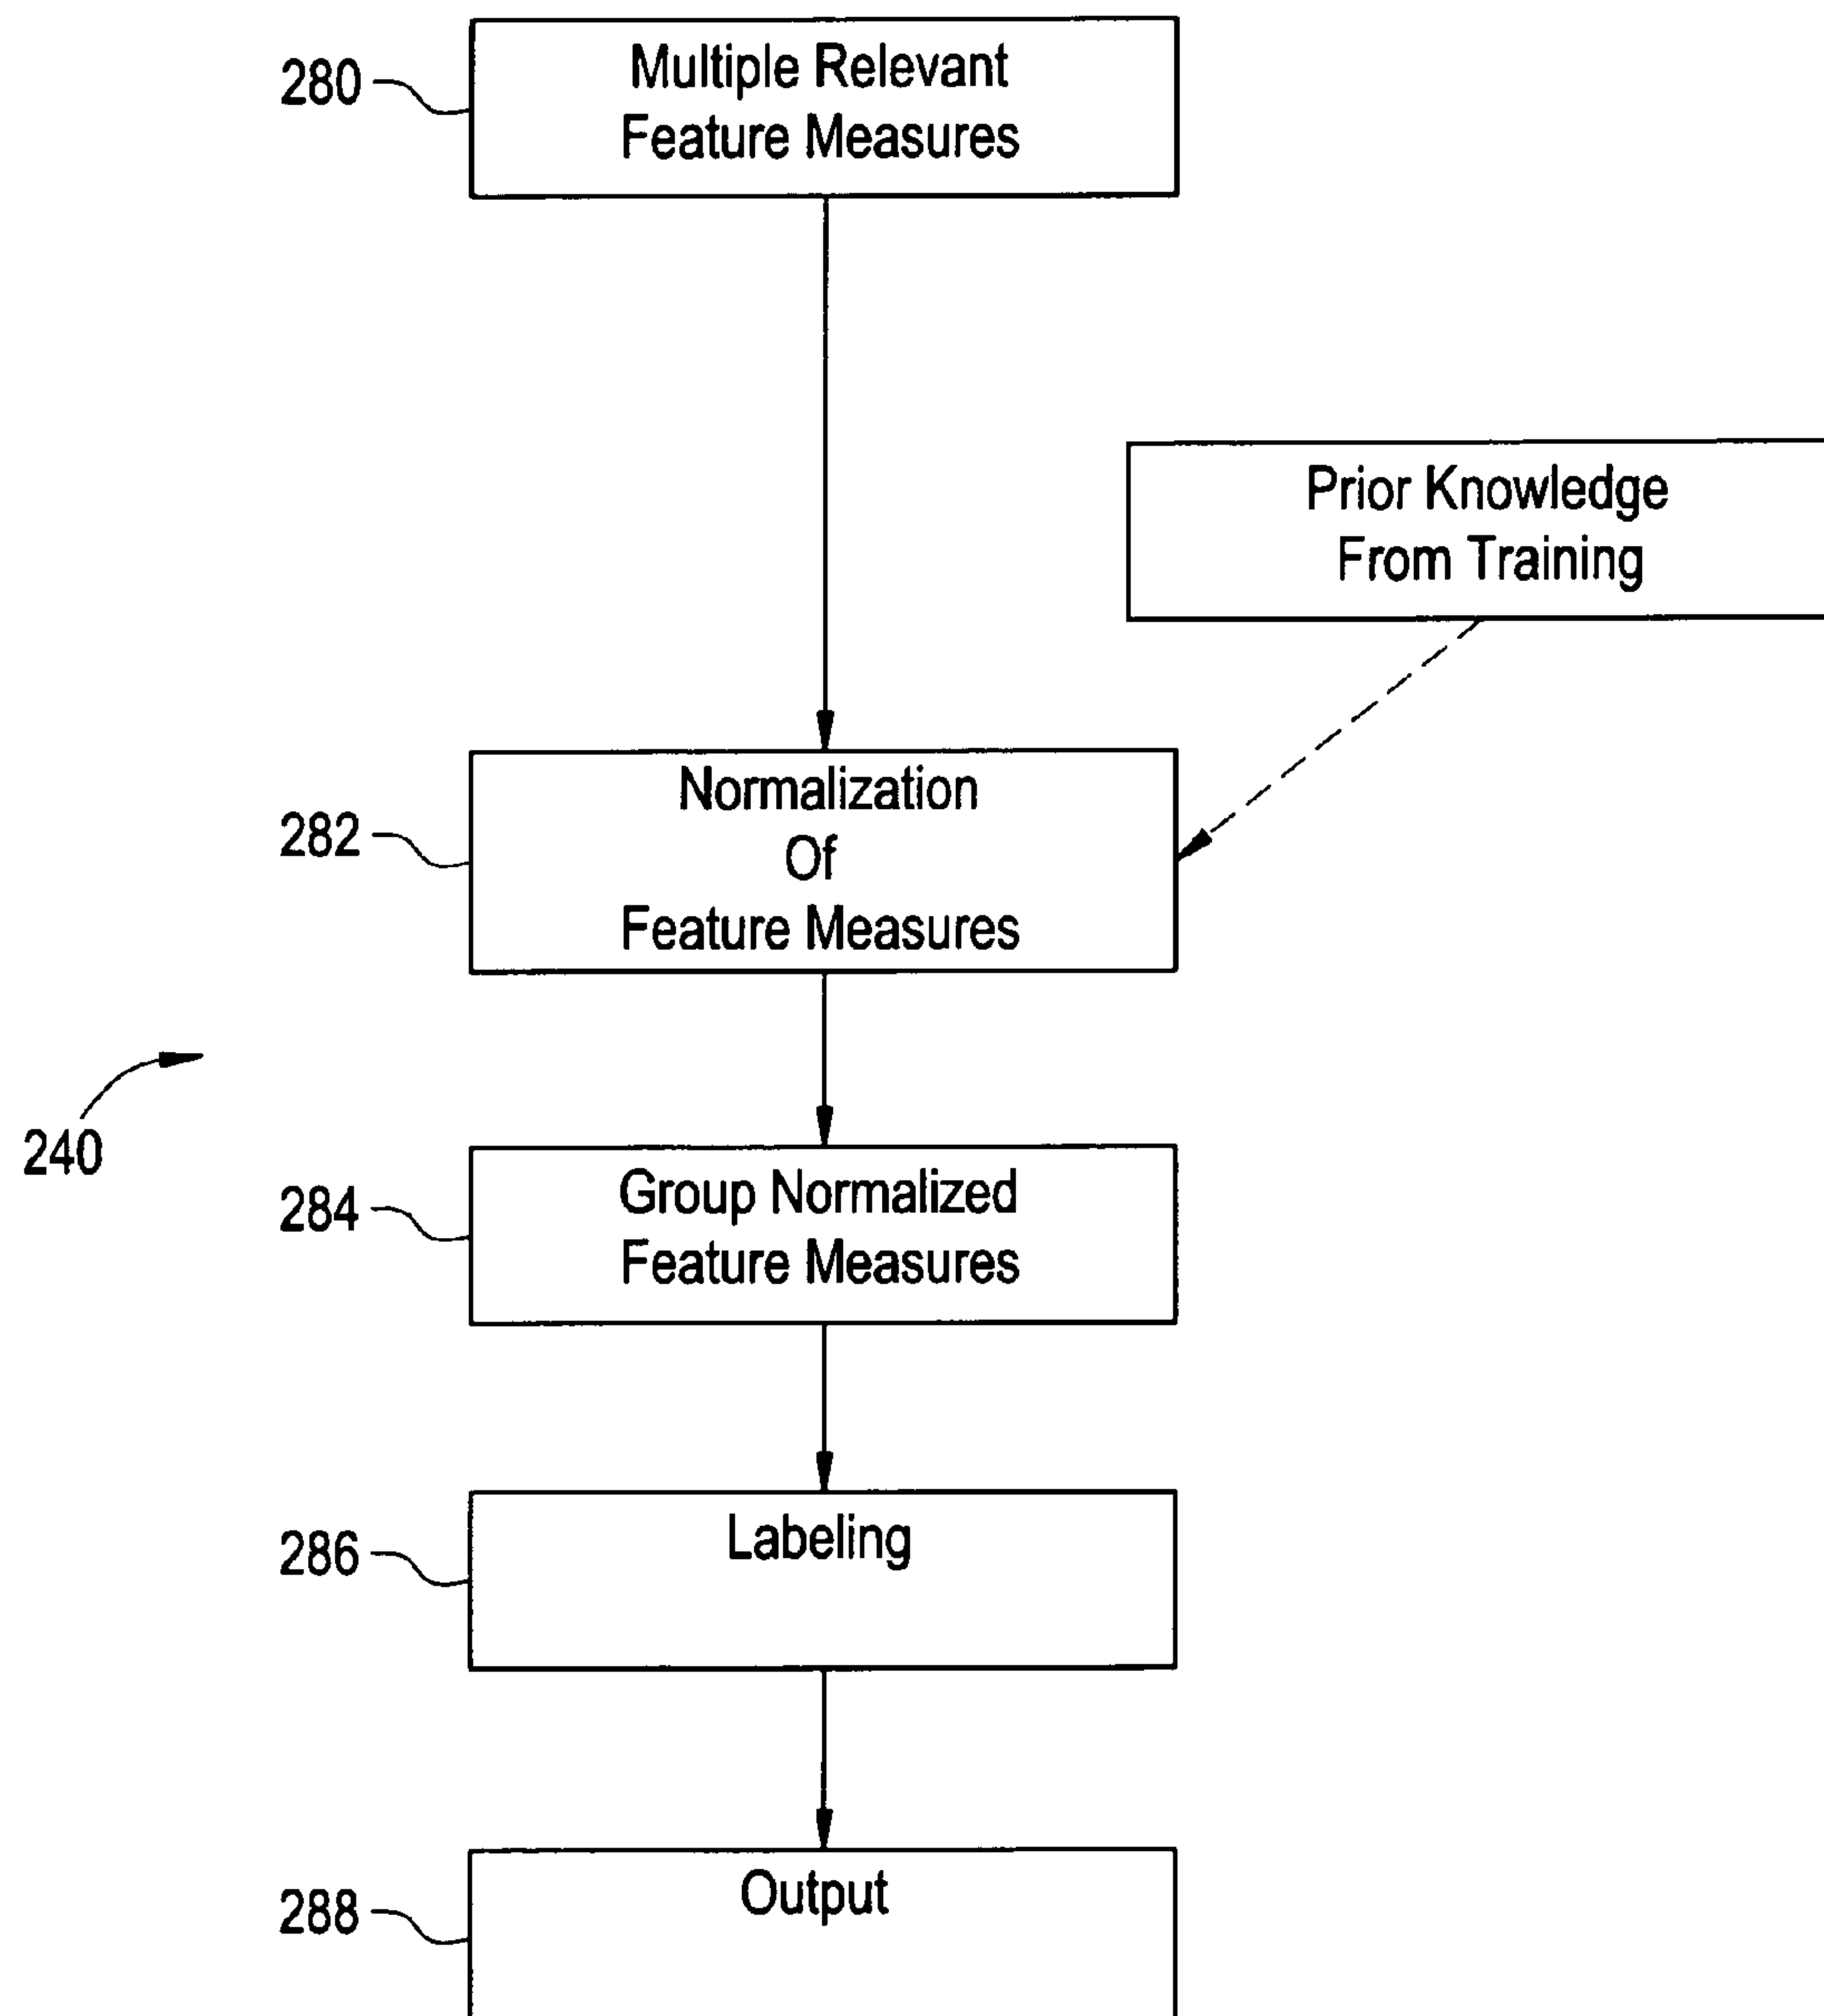 280
Multiple Relevant
Feature Measures
Prior Knowledge
From Training
282
Normalization
Of
Feature Measures
240
284
Group Normalized
Feature Measures
286
Labeling
288
Output